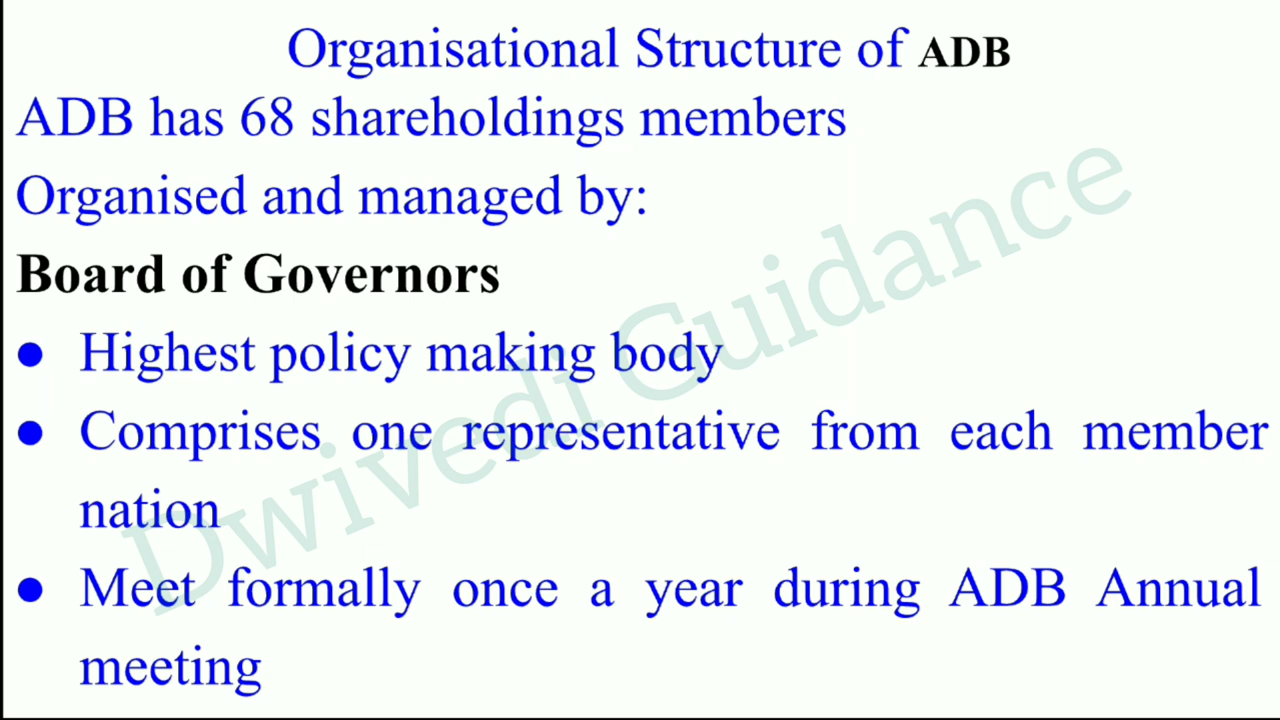 Organisational Structure of ADB
ADB has 68 shareholdings members
Organised and managed by:
Board of Governors
● Highest policy making body
● Comprises one representative from each member
nation
● Meet formally once a year during ADB Annual
meeting
Dwivedi Guidance